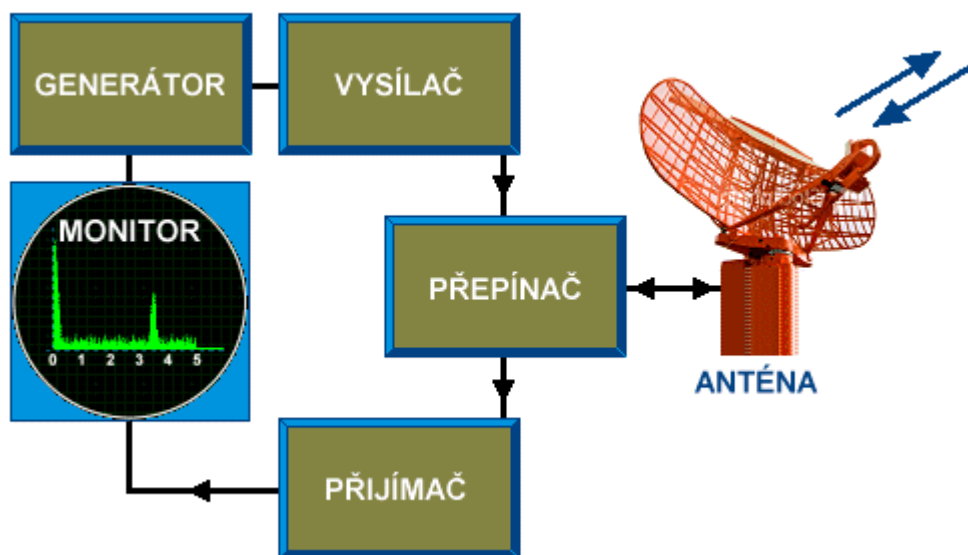 GENERÁTOR
VYSÍLAČ
MONITOR
0 1 2 3 4 5
PŘEPÍNAČ
ANTÉNA
PŘIJÍMAČ